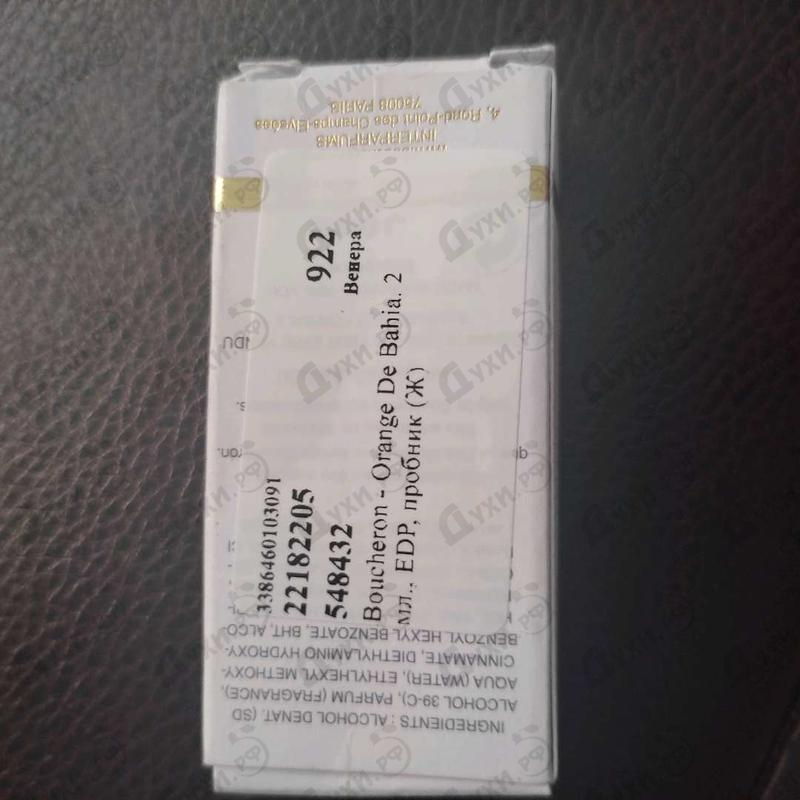 922
Венера
3386460103091
22182205
548432
Boucheron - Orange De Bahia. 2
мл., EDP, пробник (Ж)
INTERPARFUMS
4, Rond-Point des Champs-Elysées
75008 PARIS
INGREDIENTS : ALCOHOL DENAT. (SD
ALCOHOL 39-C), PARFUM (FRAGRANCE),
AQUA (WATER), ETHYLHEXYL METHOXY-
CINNAMATE, DIETHYLAMINO HYDROXY-
BENZOYL HEXYL BENZOATE, BHT, ALCO-
Духи.РФ